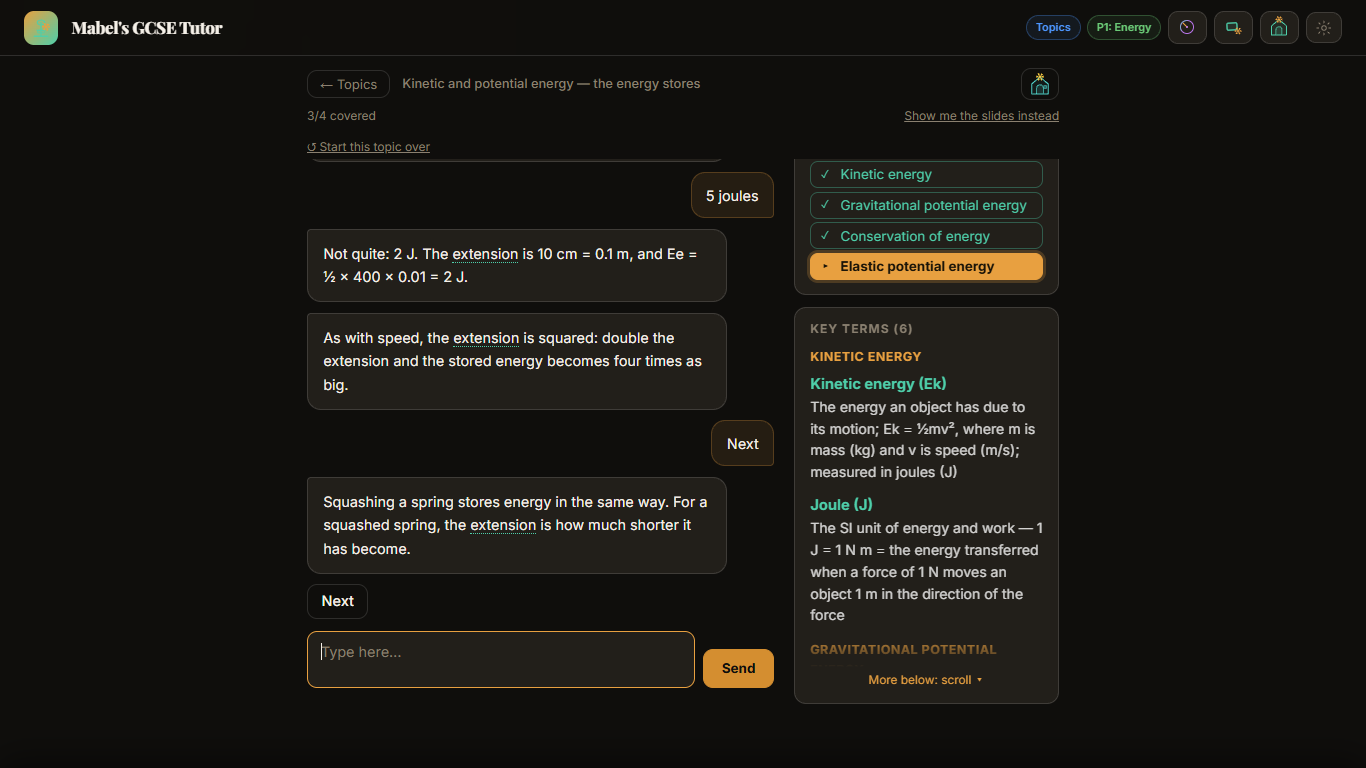 Mabel's GCSE Tutor
Topics
P1: Energy
← Topics
Kinetic and potential energy — the energy stores
3/4 covered
Show me the slides instead
↺ Start this topic over
5 joules
Not quite: 2 J. The extension is 10 cm = 0.1 m, and Ee =
½ × 400 × 0.01 = 2 J.
As with speed, the extension is squared: double the
extension and the stored energy becomes four times as
big.
Next
Squashing a spring stores energy in the same way. For a
squashed spring, the extension is how much shorter it
has become.
Next
Type here...
Send
✓ Kinetic energy
✓ Gravitational potential energy
✓ Conservation of energy
▸ Elastic potential energy
KEY TERMS (6)
KINETIC ENERGY
Kinetic energy (Ek)
The energy an object has due to
its motion; Ek = ½mv², where m is
mass (kg) and v is speed (m/s);
measured in joules (J)
Joule (J)
The SI unit of energy and work — 1
J = 1 N m = the energy transferred
when a force of 1 N moves an
object 1 m in the direction of the
force
GRAVITATIONAL POTENTIAL
More below: scroll ▾